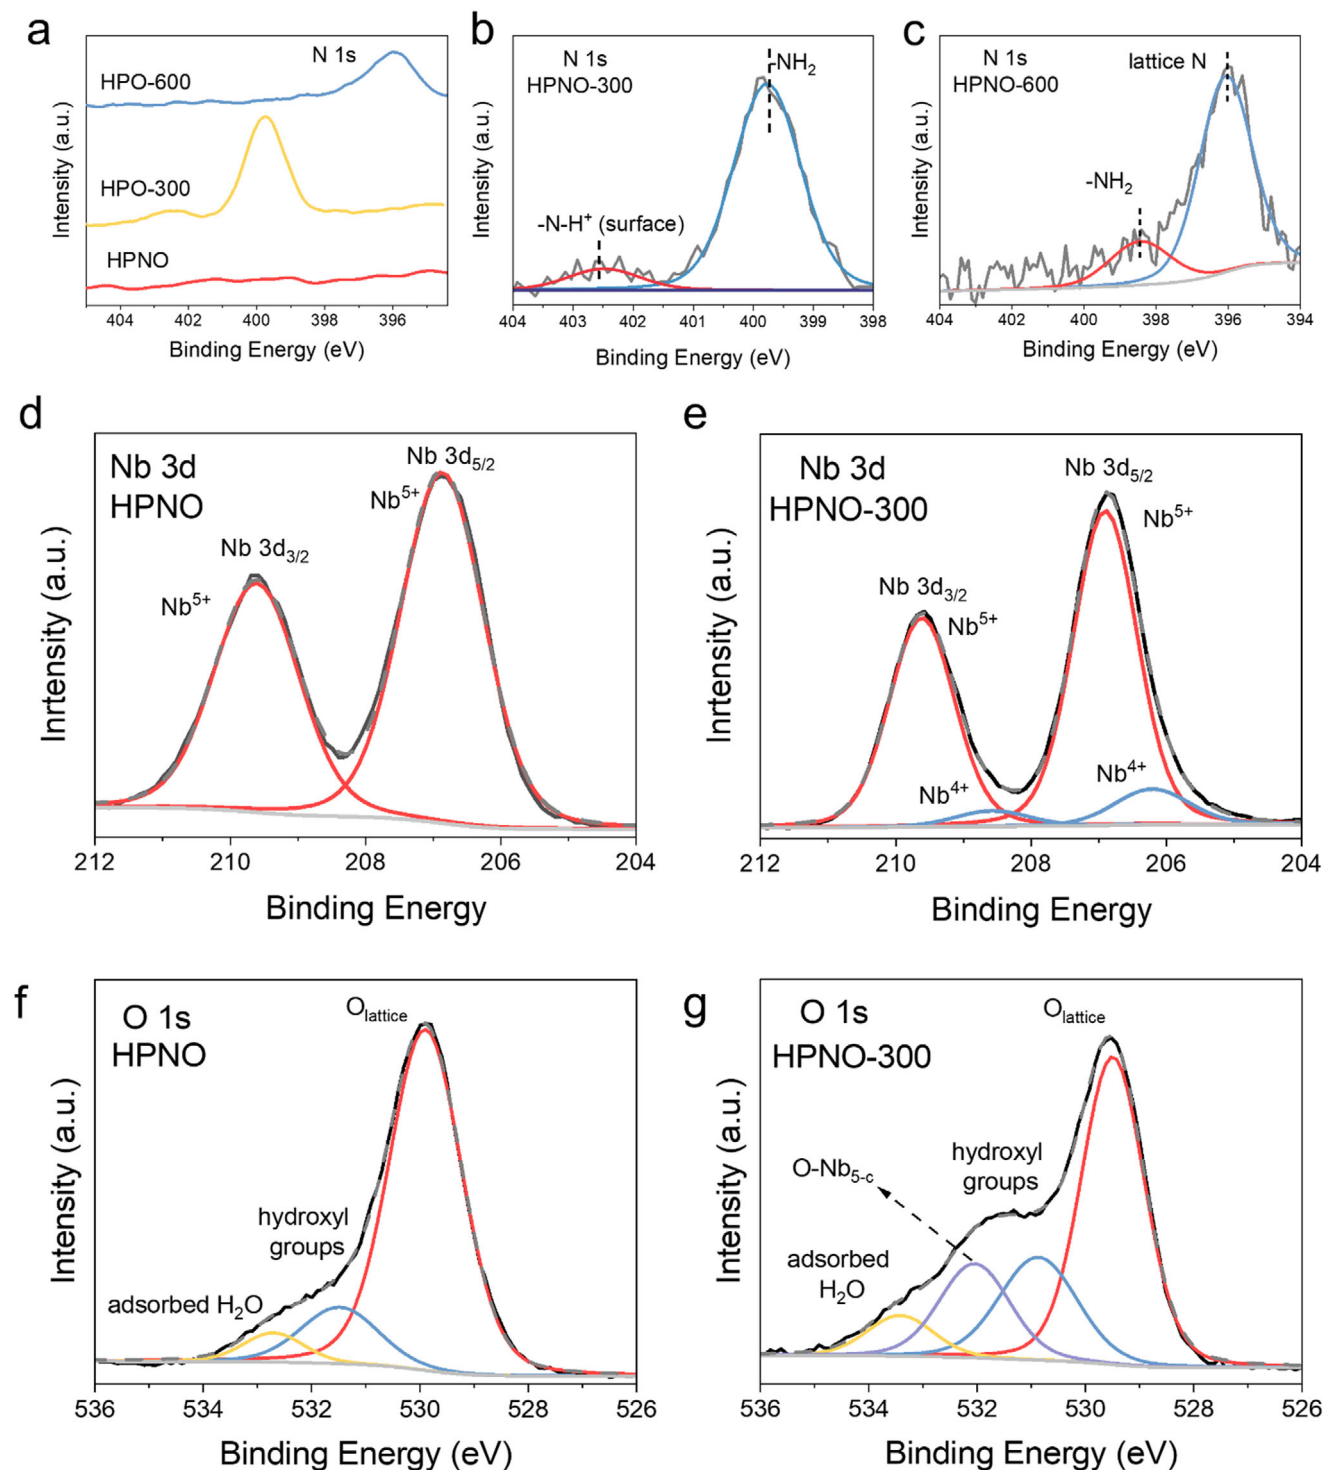 a
N 1s
HPO-600
HPO-300
HPNO
Intensity (a.u.)
404 402 400 398 396
Binding Energy (eV)
b
N 1s
HPNO-300
-NH2
-N-H+ (surface)
Intensity (a.u.)
404 403 402 401 400 399 398
Binding Energy (eV)
c
N 1s
HPNO-600
lattice N
-NH2
Intensity (a.u.)
404 402 400 398 396 394
Binding Energy (eV)
d
Nb 3d
HPNO
Nb 3d5/2
Nb5+
Nb 3d3/2
Nb5+
Inrtensity (a.u.)
212 210 208 206 204
Binding Energy
e
Nb 3d
HPNO-300
Nb 3d5/2
Nb5+
Nb 3d3/2
Nb5+
Nb4+
Nb4+
Inrtensity (a.u.)
212 210 208 206 204
Binding Energy
f
O 1s
HPNO
Olattice
hydroxyl
groups
adsorbed H2O
Intensity (a.u.)
536 534 532 530 528 526
Binding Energy (eV)
g
O 1s
HPNO-300
Olattice
hydroxyl
groups
O-Nb5-c
adsorbed
H2O
Intensity (a.u.)
536 534 532 530 528 526
Binding Energy (eV)